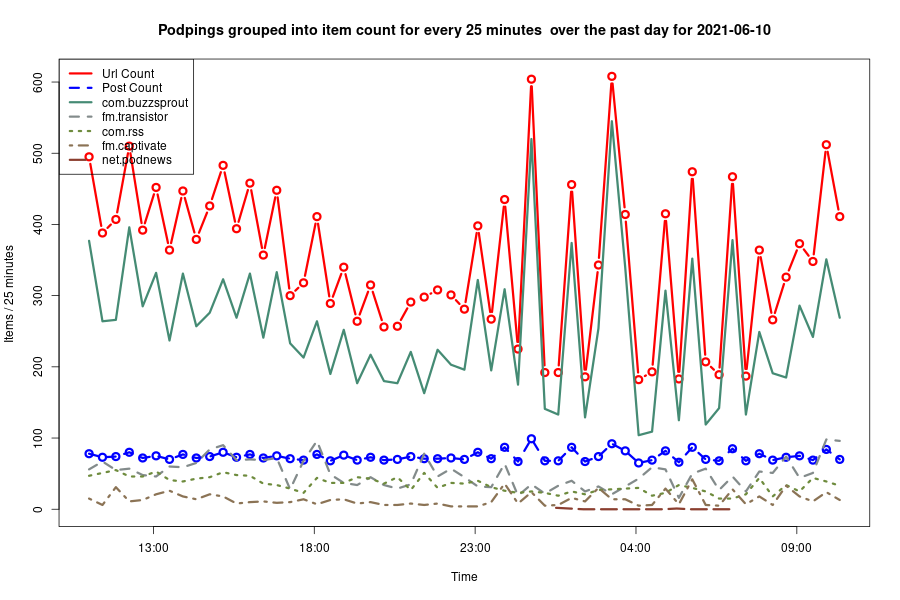 Podpings grouped into item count for every 25 minutes  over the past day for 2021-06-10
Items / 25 minutes
600
500
400
300
200
100
0
Url Count
Post Count
com.buzzsprout
fm.transistor
com.rss
fm.captivate
net.podnews
13:00
18:00
23:00
04:00
09:00
Time